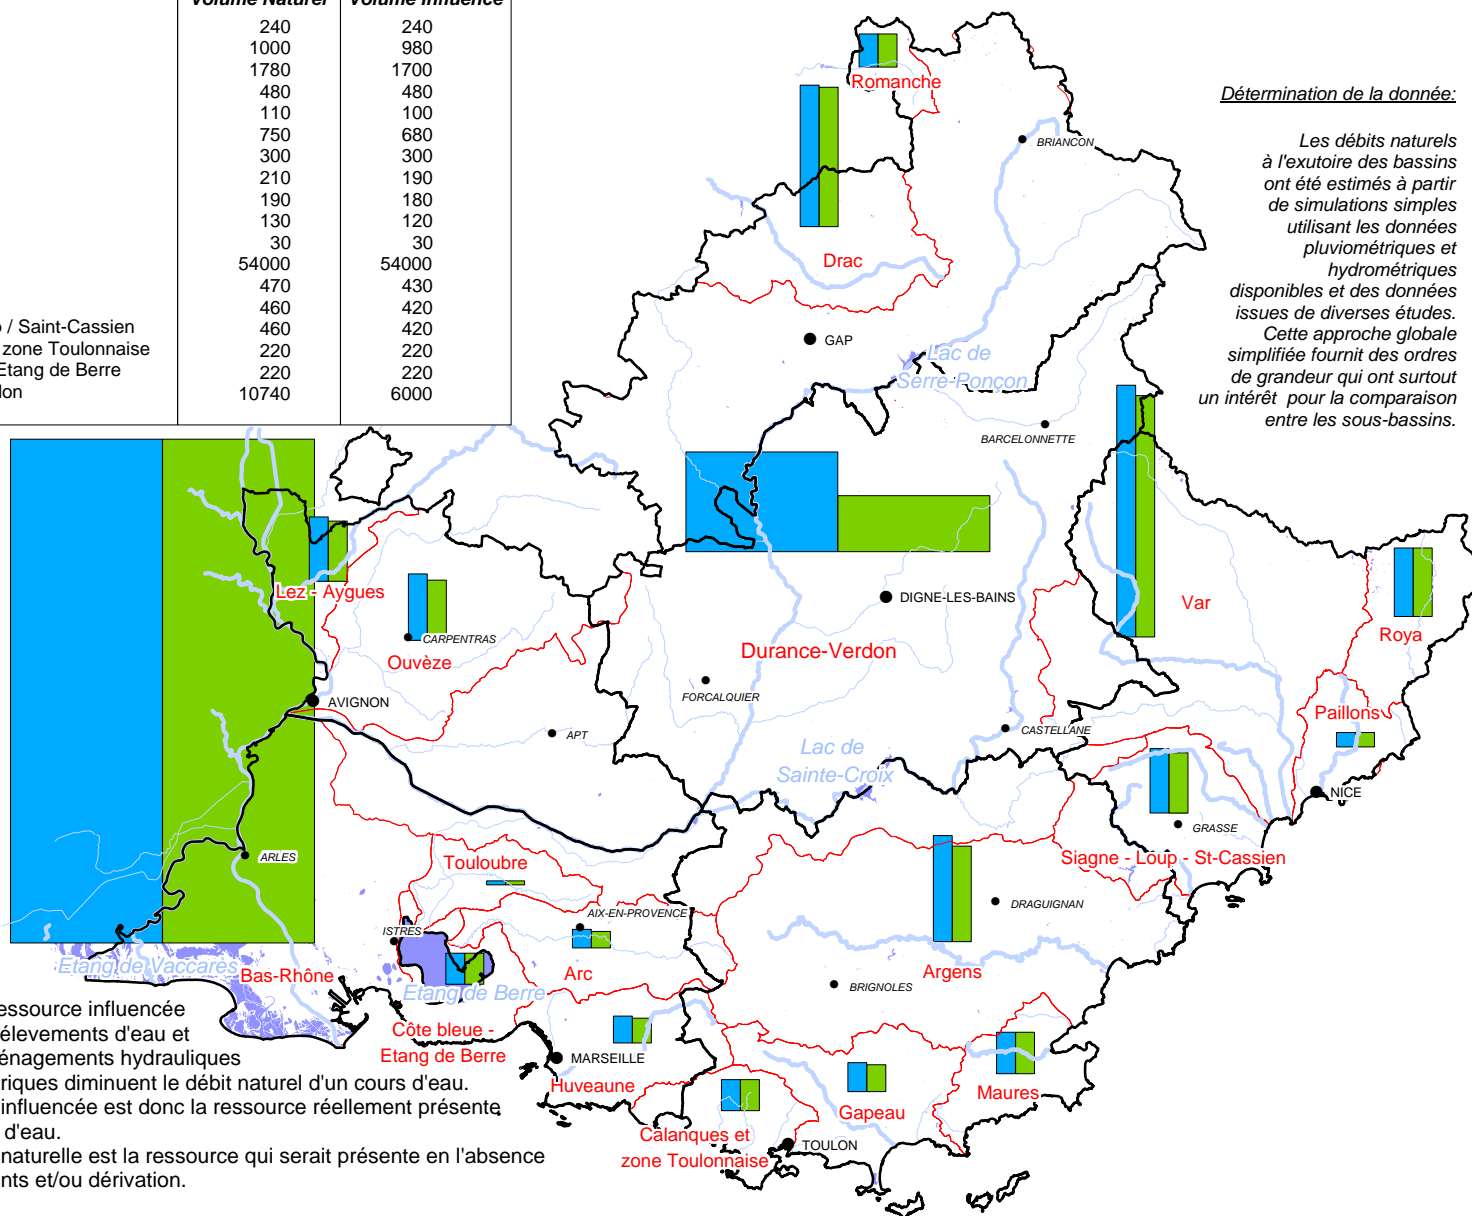 Volume Naturel Volume Influencé
240 240
1000 980
1780 1700
480 480
110 100
750 680
300 300
210 190
190 180
130 120
30 30
54000 54000
470 430
460 420
/ Saint-Cassien 460 420
zone Toulonnaise 220 220
Etang de Berre 220 220
10740 6000
Détermination de la donnée:
Les débits naturels
à l'exutoire des bassins
ont été estimés à partir
de simulations simples
utilisant les données
pluviométriques et
hydrométriques
disponibles et des données
issues de diverses études.
Cette approche globale
simplifiée fournit des ordres
de grandeur qui ont surtout
un intérêt pour la comparaison
entre les sous-bassins.
Romanche
BRIANCON
Drac
GAP
Lac de
Serre-Ponçon
BARCELONNETTE
Lez - Aygues
CARPENTRAS
Ouvèze
DIGNE-LES-BAINS
Var
Roya
Durance-Verdon
FORCALQUIER
AVIGNON
APT
CASTELLANE
Paillons
Lac de
Sainte-Croix
NICE
GRASSE
ARLES
Touloubre
Siagne - Loup - St-Cassien
DRAGUIGNAN
AIX-EN-PROVENCE
ISTRES
Etang de Vaccarès
Bas-Rhône
Arc
Argens
BRIGNOLES
Etang de Berre
Côte bleue -
Etang de Berre
MARSEILLE
Huveaune
Maures
Gapeau
Calanques et
zone Toulonnaise
TOULON
essource influencée
élevements d'eau et
énagements hydrauliques
riques diminuent le débit naturel d'un cours d'eau.
influencée est donc la ressource réellement présente
d'eau.
naturelle est la ressource qui serait présente en l'absence
nts et/ou dérivation.